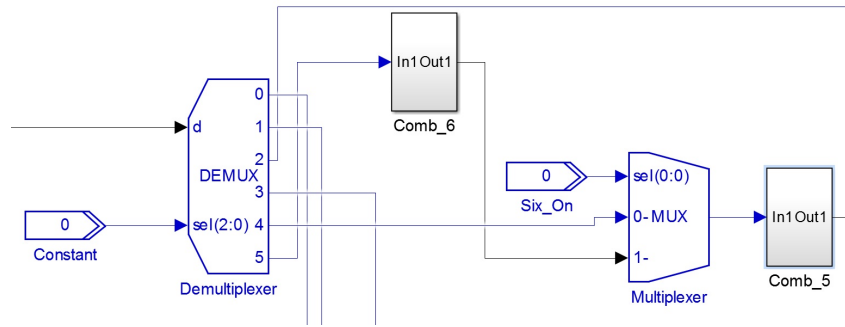 In1 Out1
Comb_6
0
1
d
2
DEMUX
3
0
sel(2:0)
4
Constant
5
Demultiplexer
0
Six_On
sel(0:0)
0- MUX
1-
Multiplexer
In1 Out1
Comb_5